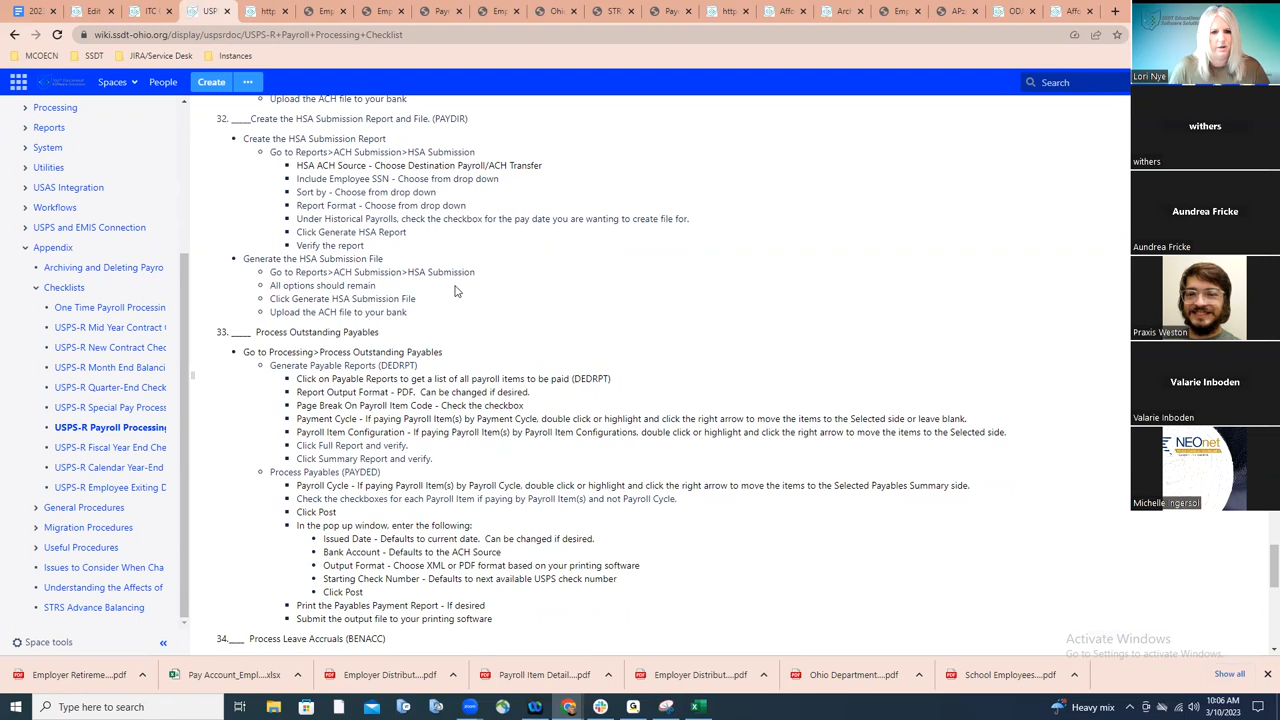 202
ITC
USP
http
Emp
Emp
Pay
Emp
Ohi
STR
Pay
http
Affo
Arc
Emp
APz
OD
Affo
wiki.ssdt-ohio.org/display/uspsrdoc/USPS-R+Payroll+Processing+Checklist
MCOECN
SSDT
JIRA/Service Desk
Instances
Spaces
People
Create
Search
Processing
Reports
System
Utilities
USAS Integration
Workflows
USPS and EMIS Connection
Appendix
Archiving and Deleting Payro
Checklists
One Time Payroll Processin
USPS-R Mid Year Contract
USPS-R New Contract Chec
USPS-R Month End Balanci
USPS-R Quarter-End Check
USPS-R Special Pay Process
USPS-R Payroll Processing
USPS-R Fiscal Year End Che
USPS-R Calendar Year-End
USPS-R Employee Exiting D
General Procedures
Migration Procedures
Useful Procedures
Issues to Consider When Cha
Understanding the Affects of
STRS Advance Balancing
Space tools
Upload the ACH file to your bank
32. ____Create the HSA Submission Report and File. (PAYDIR)
Create the HSA Submission Report
Go to Reports>ACH Submission>HSA Submission
HSA ACH Source - Choose Destination Payroll/ACH Transfer
Include Employee SSN - Choose from drop down
Sort by - Choose from drop down
Report Format - Choose from drop down
Under Historical Payrolls, check the checkbox for the pay date you are wanting to create file for.
Click Generate HSA Report
Verify the report
Generate the HSA Submission File
Go to Reports>ACH Submission>HSA Submission
All options should remain
Click Generate HSA Submission File
Upload the ACH file to your bank
33. ____ Process Outstanding Payables
Go to Processing>Process Outstanding Payables
Generate Payable Reports (DEDRPT)
Click on Payable Reports to get a list of all payroll items to be paid (DEDRPT)
Report Output Format - PDF. Can be changed if desired.
Page Break On Payroll Item Code - Check the checkbox
Payment Cycle - If paying Payroll Item(s) by Payment Cycle, double click or highlight and click the right arrow to move the items to the Selected side or leave blank.
Payroll Item Configuration - If paying Payroll Item(s) by Payroll Item Configurations, double click or highlight and click the right arrow to move the items to the Selected side.
Click Full Report and verify.
Click Summary Report and verify.
Process Payables (PAYDED)
Payroll Cycle - If paying Payroll Item(s) by Payroll Cycle, double click or highlight and click the right arrow to move the items to the Selected Payables Summary side.
Check the checkboxes for each Payroll Item if paying by Payroll Item(s) and not Payroll Cycle.
Click Post
In the pop up window, enter the following:
Issued Date - Defaults to current date. Can be changed if desired.
Bank Account - Defaults to the ACH Source
Output Format - Choose XML or PDF format based on your printing software
Starting Check Number - Defaults to next available USPS check number
Click Post
Print the Payables Payment Report - If desired
Submit the output file to your printing software
34.____ Process Leave Accruals (BENACC)
Activate Windows
Go to Settings to activate Windows.
Employer Retireme....pdf
Pay Account_Empl....xlsx
Employer Distribut....pdf
Payroll Item Detail....pdf
Employer Distribut....pdf
Ohio Department....pdf
School Employees....pdf
Show all
Type here to search
Heavy mix
10:06 AM
3/10/2023
Lori Nye
withers
withers
Aundrea Fricke
Aundrea Fricke
Praxis Weston
Valarie Inboden
Valarie Inboden
NEOnet
Michelle Ingersol